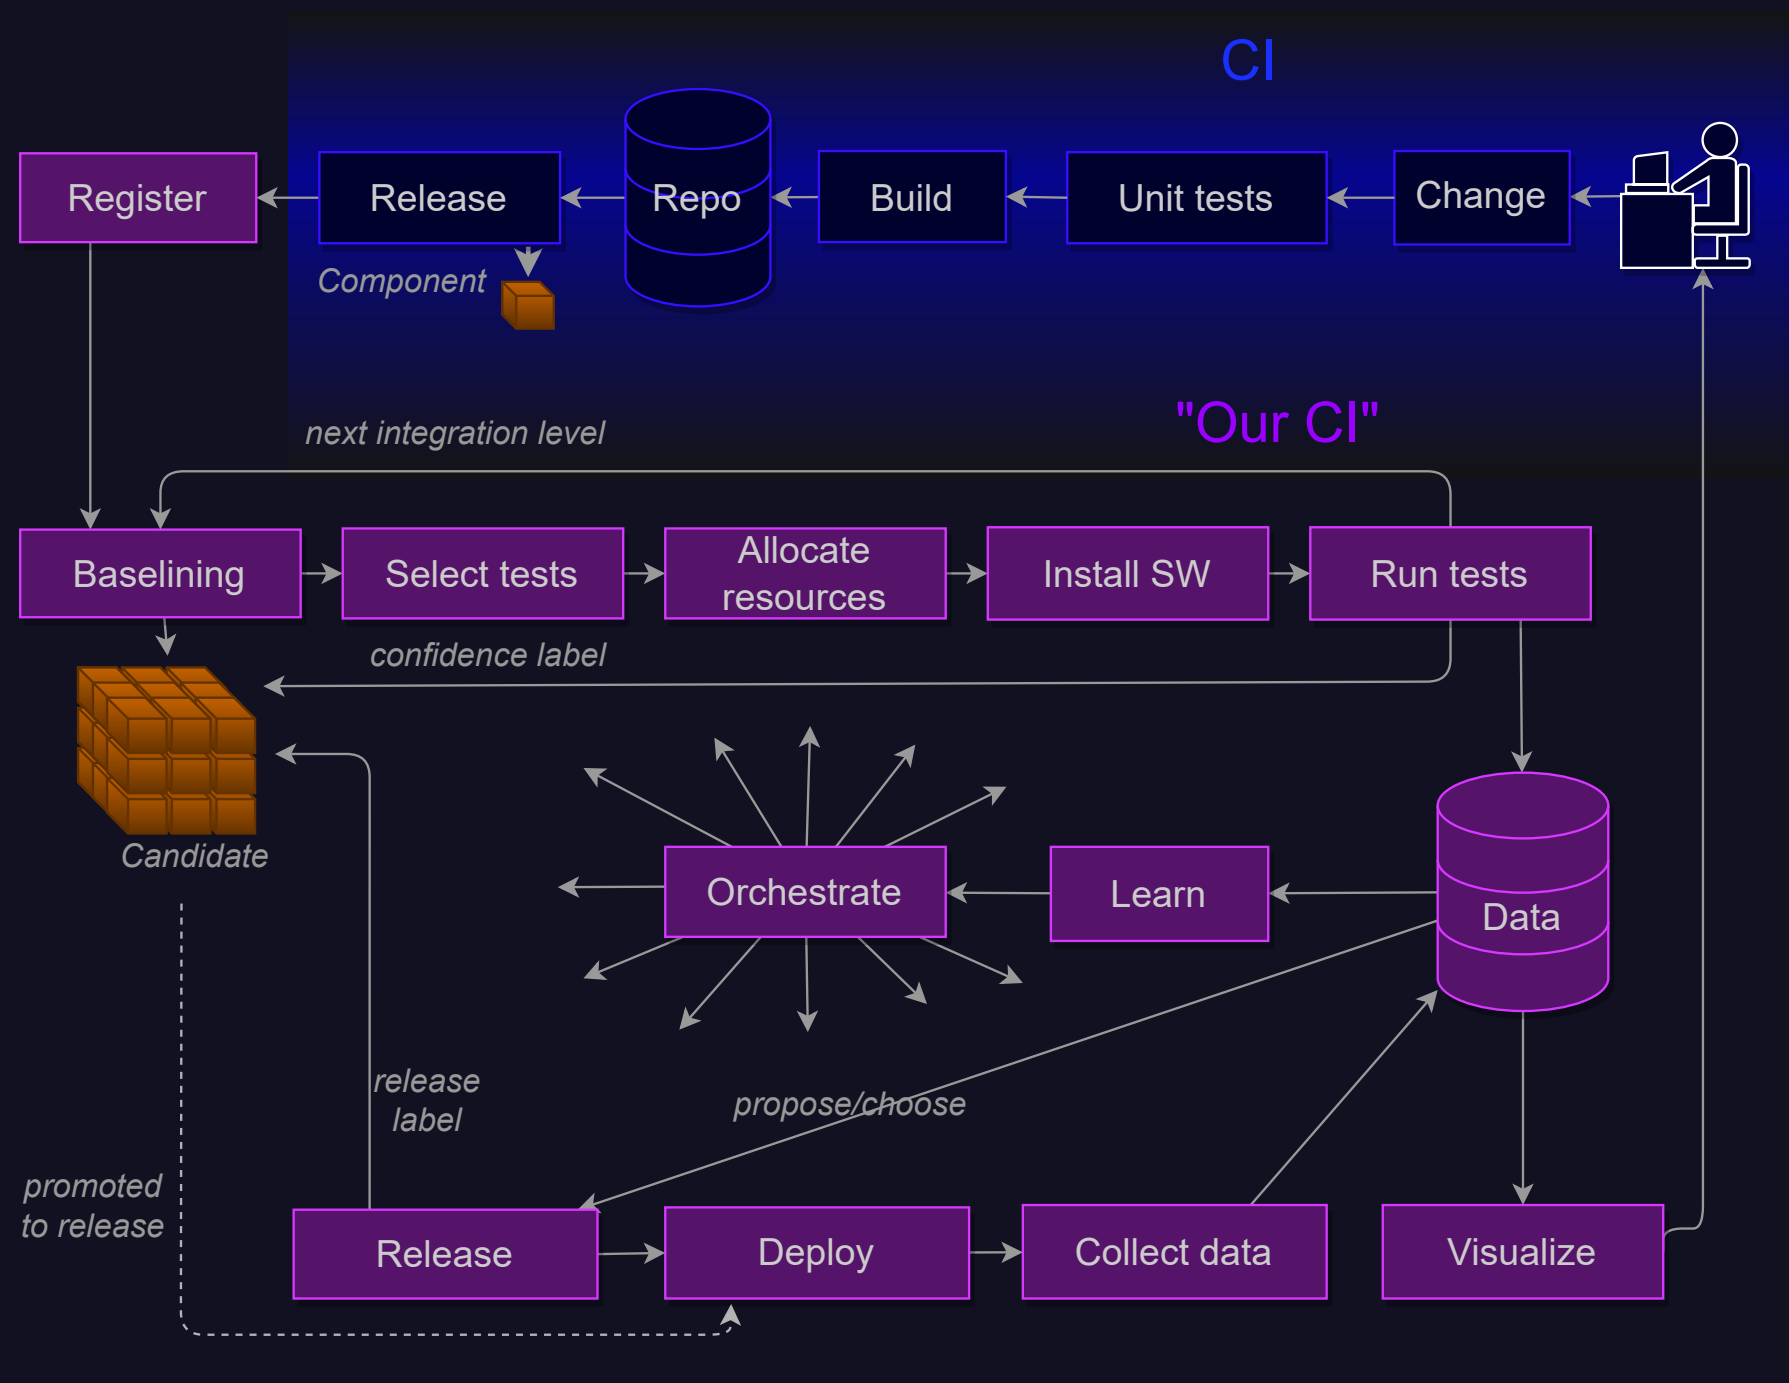 CI
Register
Release
Repo
Build
Unit tests
Change
Component
"Our CI"
next integration level
Baselining
Select tests
Allocate
resources
Install SW
Run tests
confidence label
Candidate
Orchestrate
Learn
Data
release
label
propose/choose
promoted
to release
Release
Deploy
Collect data
Visualize